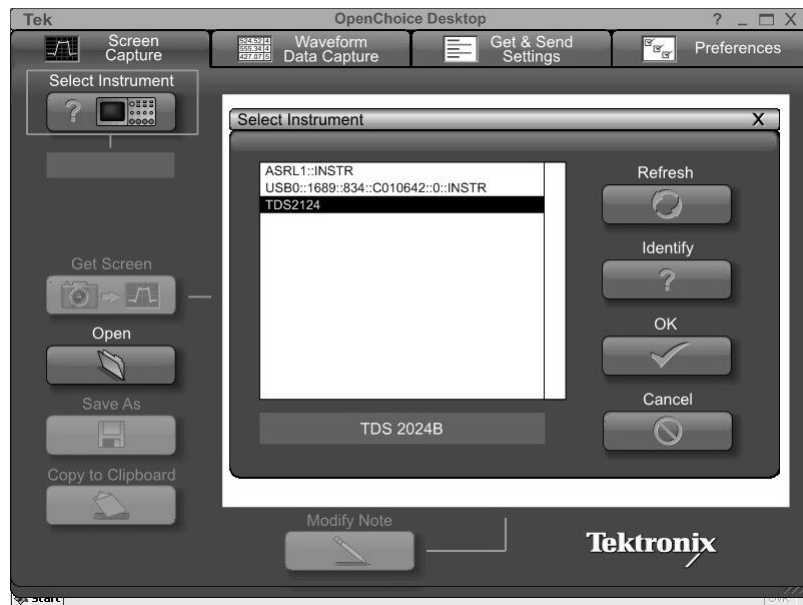 Tek OpenChoice Desktop ? _ X
Screen Capture
Waveform Data Capture
Get & Send Settings
Preferences
Select Instrument
Select Instrument X
ASRL1::INSTR
USB0::1689::834::C010642::0::INSTR
TDS2124
TDS 2024B
Refresh
Identify
?
OK
Cancel
Get Screen
Open
Save As
Copy to Clipboard
Modify Note
Tektronix
Start